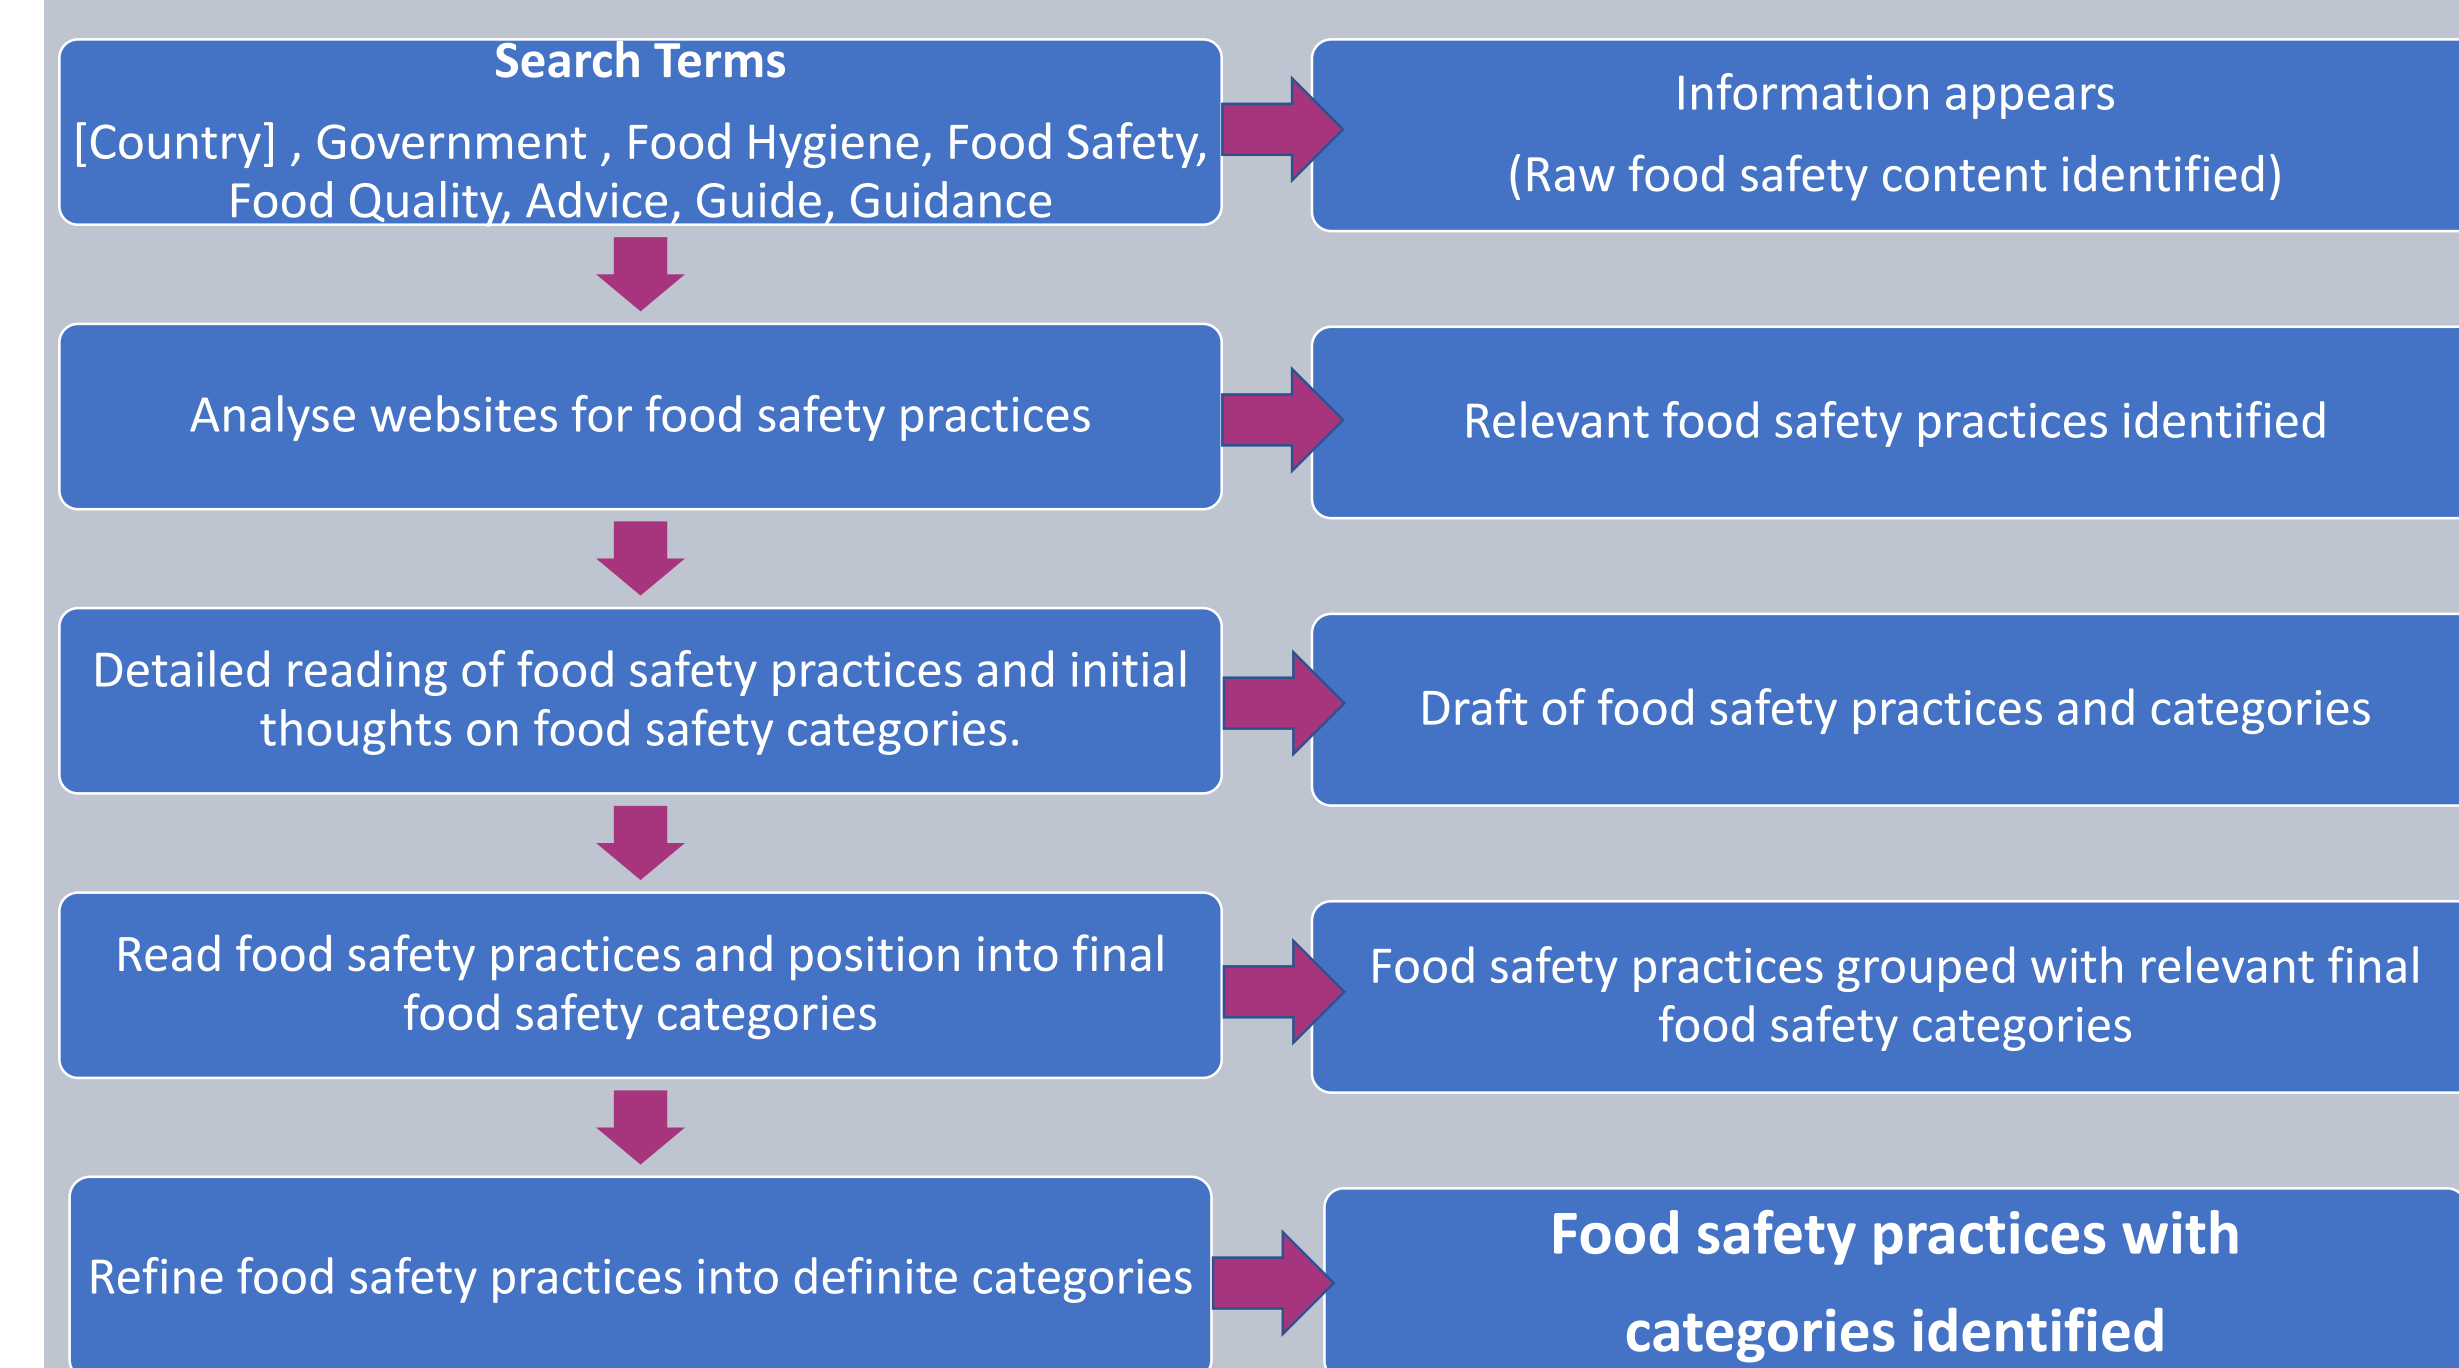 Search Terms
[Country] , Government , Food Hygiene, Food Safety,
Food Quality, Advice, Guide, Guidance
Information appears
(Raw food safety content identified)
Analyse websites for food safety practices
Relevant food safety practices identified
Detailed reading of food safety practices and initial
thoughts on food safety categories.
Draft of food safety practices and categories
Read food safety practices and position into final
food safety categories
Food safety practices grouped with relevant final
food safety categories
Refine food safety practices into definite categories
Food safety practices with
categories identified